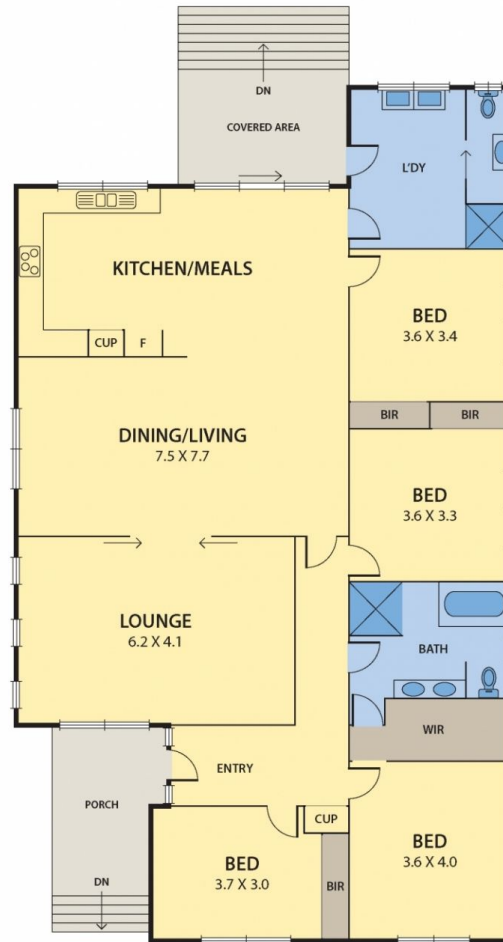 DN
COVERED AREA
L'DY
KITCHEN/MEALS
CUP
F
BED
3.6 X 3.4
BIR
BIR
DINING/LIVING
7.5 X 7.7
BED
3.6 X 3.3
LOUNGE
6.2 X 4.1
BATH
WIR
ENTRY
PORCH
DN
CUP
BED
3.7 X 3.0
BIR
BED
3.6 X 4.0